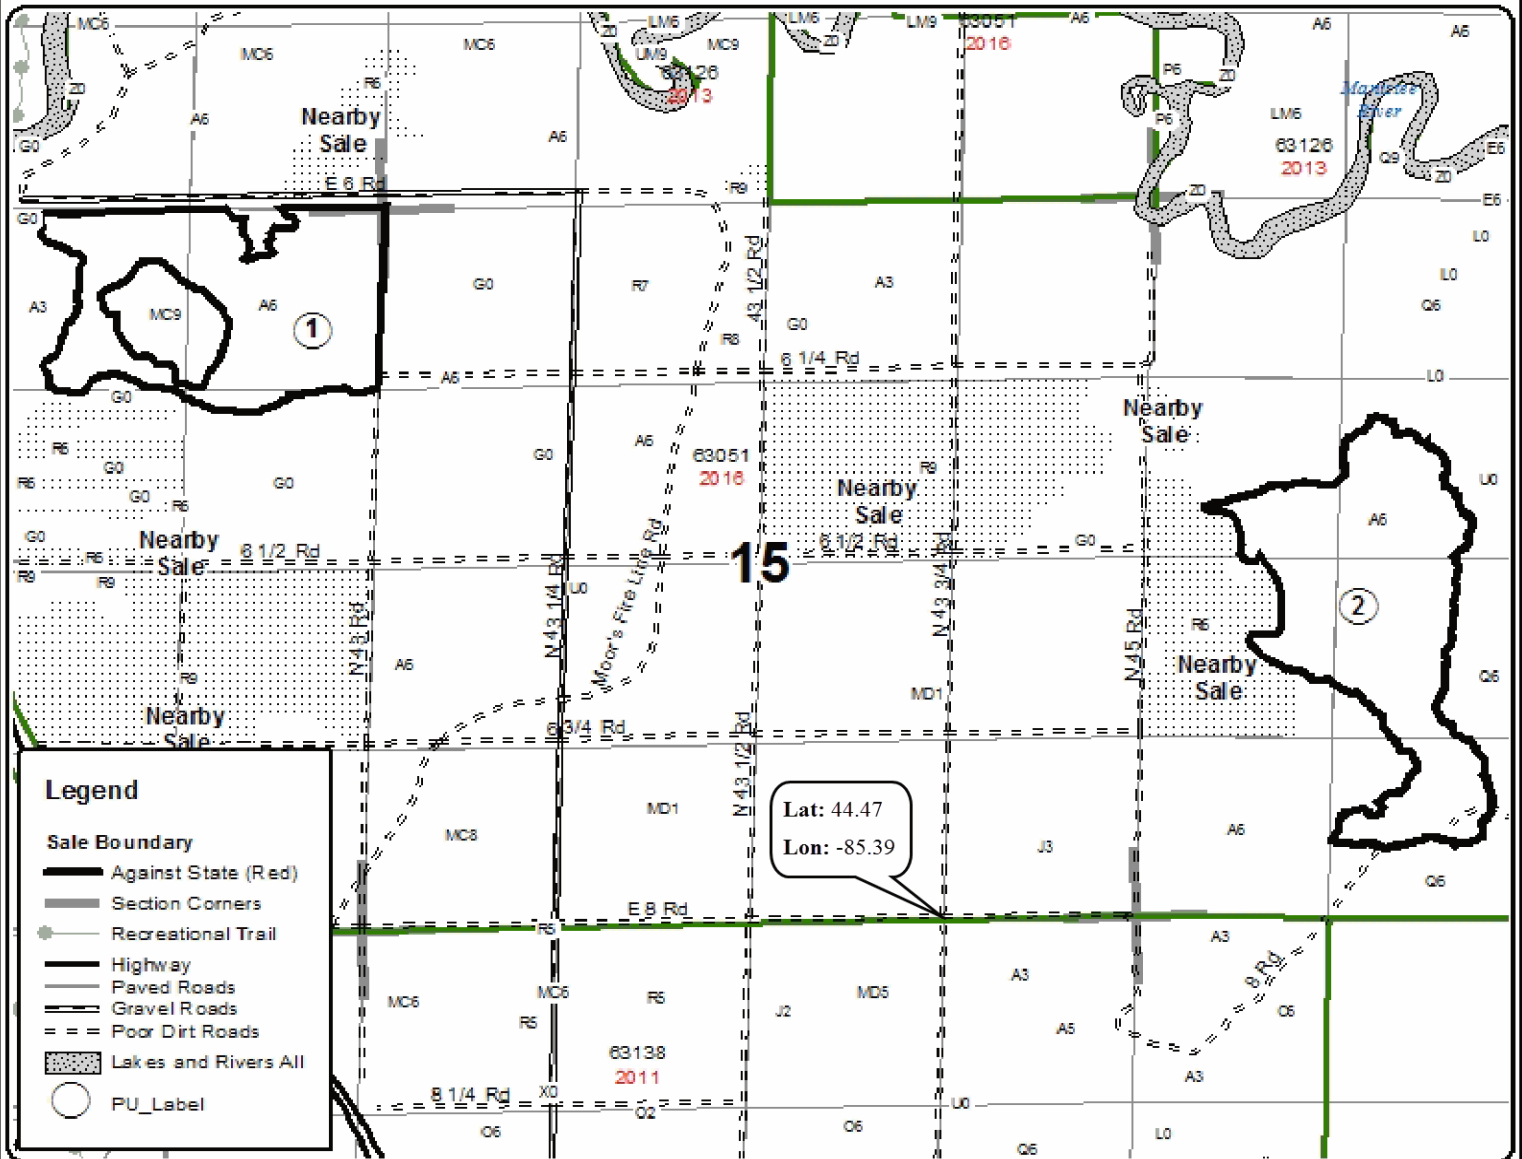 MC6
LM6
LM6
LM9
63051
2016
A6
A6
A6
MC6
MC6
Z0
UM9
MC9
Z0
63126
2013
R6
P6
Z0
Z0
Manistee
River
LM6
A6
Nearby
Sale
A6
P6
63126
2013
Q9
E6
G0
Z0
E 6 Rd
R9
Z0
E6
G0
L0
43 1/2 Rd
L0
A3
MC9
A6
1
G0
R7
A3
Q6
G0
R8
6 1/4 Rd
A6
L0
G0
Nearby
Sale
R6
A6
G0
63051
2016
R9
G0
R6
G0
G0
R6
Nearby
Sale
U0
A6
G0
Nearby
Sale
6 1/2 Rd
R6
R9
R9
15
6 1/2 Rd
G0
U0
2
N 43 Rd
N 43 1/4 Rd
Moor's Fire Line Rd
N 43 3/4 Rd
N 45 Rd
R6
Nearby
Sale
A6
R9
MD1
Q6
Nearby
Sale
6 3/4 Rd
N 43 1/2 Rd
Legend
Sale Boundary
Against State (Red)
Section Corners
Recreational Trail
Highway
Paved Roads
Gravel Roads
Poor Dirt Roads
Lakes and Rivers All
PU_Label
MC8
MD1
Lat: 44.47
Lon: -85.39
J3
A6
Q6
E 8 Rd
R5
A3
8 Rd
MC6
MC6
R5
MD5
A3
R5
J2
A5
O5
63138
2011
A3
8 1/4 Rd
X0
Q2
U0
O6
O6
Q6
L0